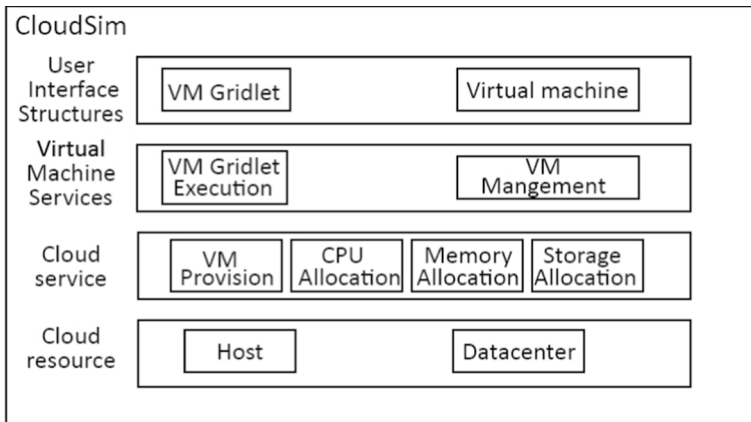 CloudSim
User
Interface
Structures
VM Gridlet
Virtual machine
Virtual
Machine
Services
VM Gridlet
Execution
VM
Mangement
Cloud
service
VM
Provision
CPU
Allocation
Memory
Allocation
Storage
Allocation
Cloud
resource
Host
Datacenter